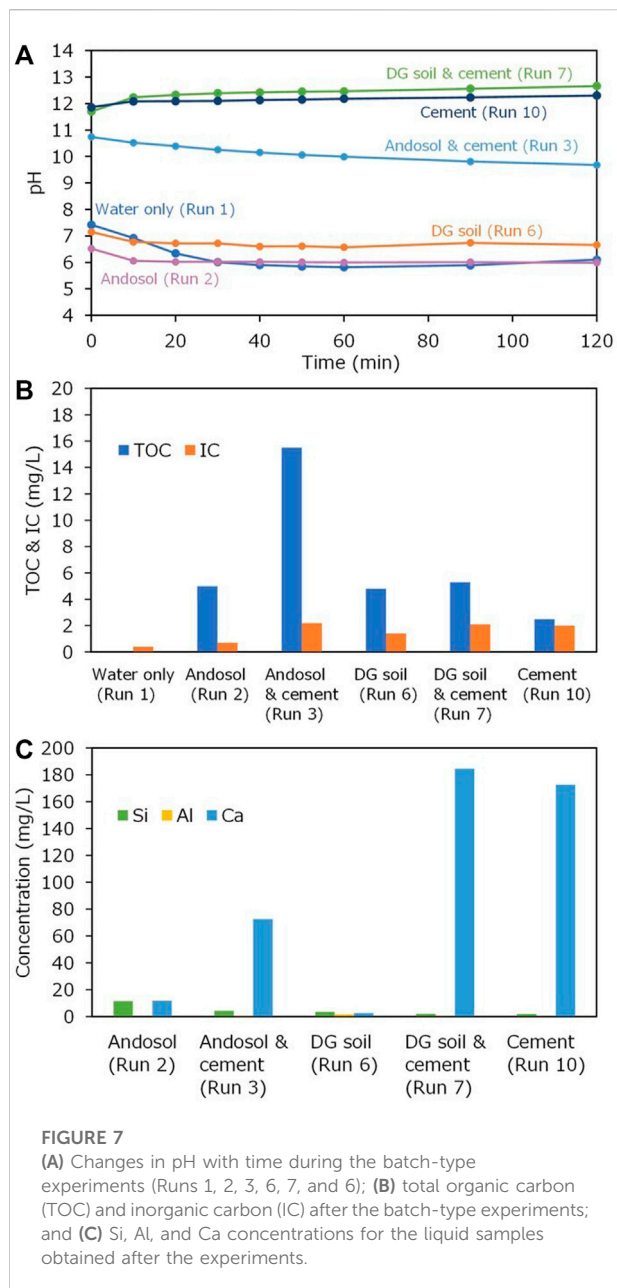 A
14
13
12
11
10
9
8
7
6
5
4
pH
DG soil & cement (Run 7)
Cement (Run 10)
Andosol & cement (Run 3)
Water only (Run 1)
DG soil (Run 6)
Andosol (Run 2)
0 20 40 60 80 100 120
Time (min)
B
20
18
16
14
12
10
8
6
4
2
0
TOC & IC (mg/L)
TOC IC
Water only Andosol Andosol DG soil DG soil Cement
(Run 1) (Run 2) & cement (Run 6) & cement (Run 10)
(Run 3) (Run 7)
C
200
180
160
140
120
100
80
60
40
20
0
Concentration (mg/L)
Si Al Ca
Andosol Andosol & DG soil DG soil & Cement
(Run 2) cement (Run 6) cement (Run 10)
(Run 3) (Run 7)
FIGURE 7
(A) Changes in pH with time during the batch-type
experiments (Runs 1, 2, 3, 6, 7, and 6); (B) total organic carbon
(TOC) and inorganic carbon (IC) after the batch-type experiments;
and (C) Si, Al, and Ca concentrations for the liquid samples
obtained after the experiments.